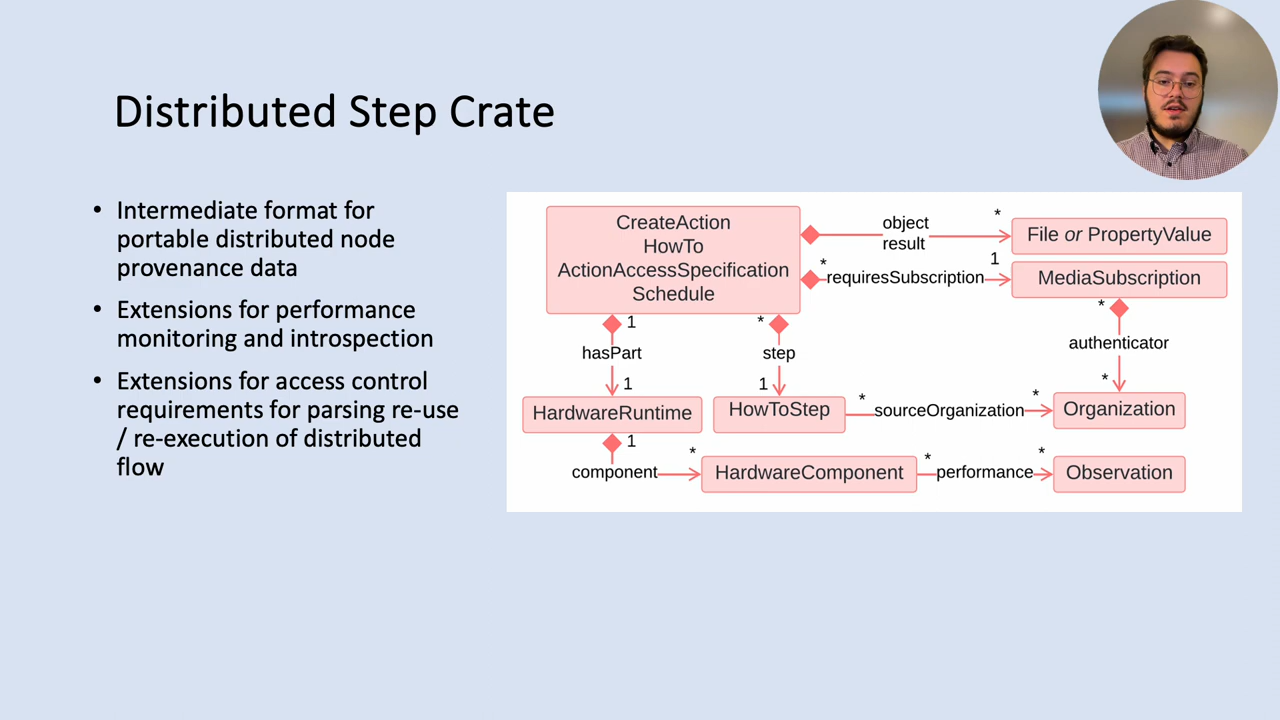 Distributed Step Crate
• Intermediate format for
portable distributed node
provenance data
• Extensions for performance
monitoring and introspection
• Extensions for access control
requirements for parsing re-use
/ re-execution of distributed
flow
CreateAction
HowTo
ActionAccessSpecification
Schedule
object
result
*
File or PropertyValue
*
requiresSubscription
1
MediaSubscription
1
hasPart
1
*
step
1
*
authenticator
*
HardwareRuntime
HowToStep
*
sourceOrganization
*
Organization
1
component
*
HardwareComponent
*
performance
*
Observation